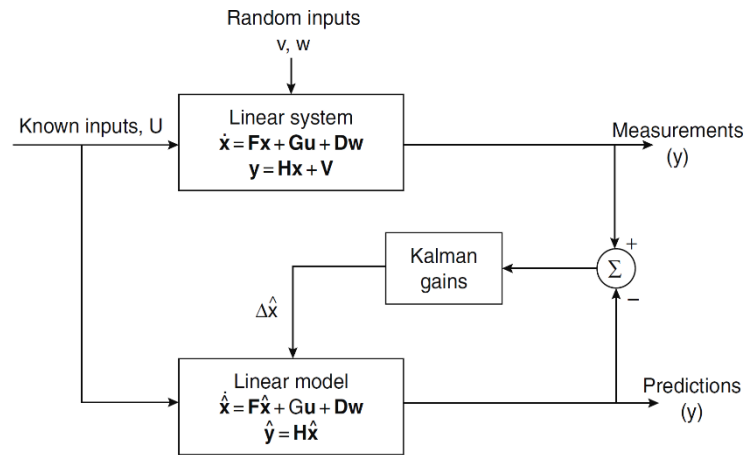 Random inputs
v, w
Known inputs, U
Linear system
ẋ = Fx + Gu + Dw
y = Hx + V
Measurements
(y)
+
Σ
−
Kalman
gains
Δx̂
Linear model
x̂̇ = Fx̂ + Gu + Dw
ŷ = Hx̂
Predictions
(y)